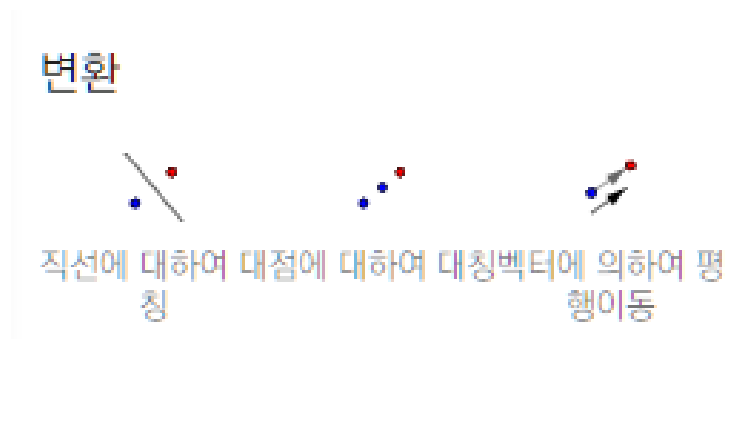 변환
직선에 대하여 대
칭
점에 대하여 대칭
벡터에 의하여 평
행이동